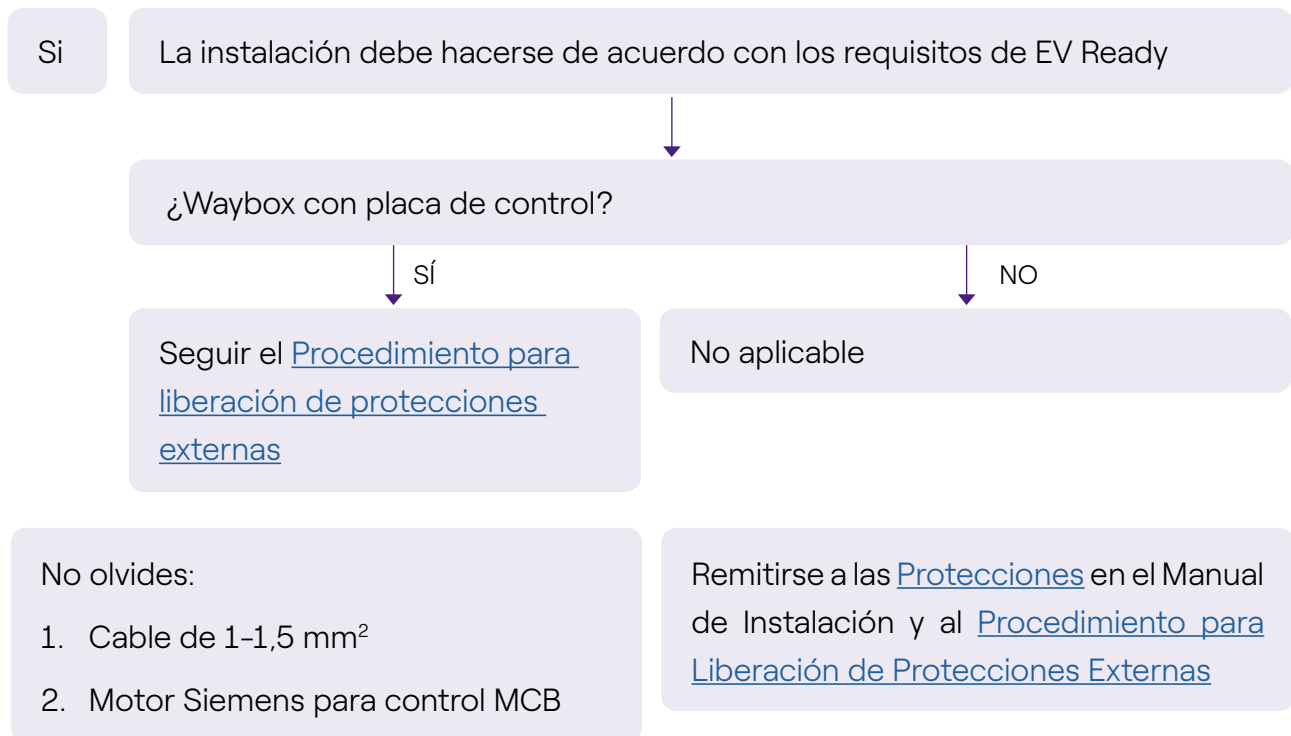 Si
La instalación debe hacerse de acuerdo con los requisitos de EV Ready
¿Waybox con placa de control?
SÍ
NO
Seguir el Procedimiento para
liberación de protecciones
externas
No aplicable
No olvides:
1. Cable de 1-1,5 mm²
2. Motor Siemens para control MCB
Remitirse a las Protecciones en el Manual
de Instalación y al Procedimiento para
Liberación de Protecciones Externas